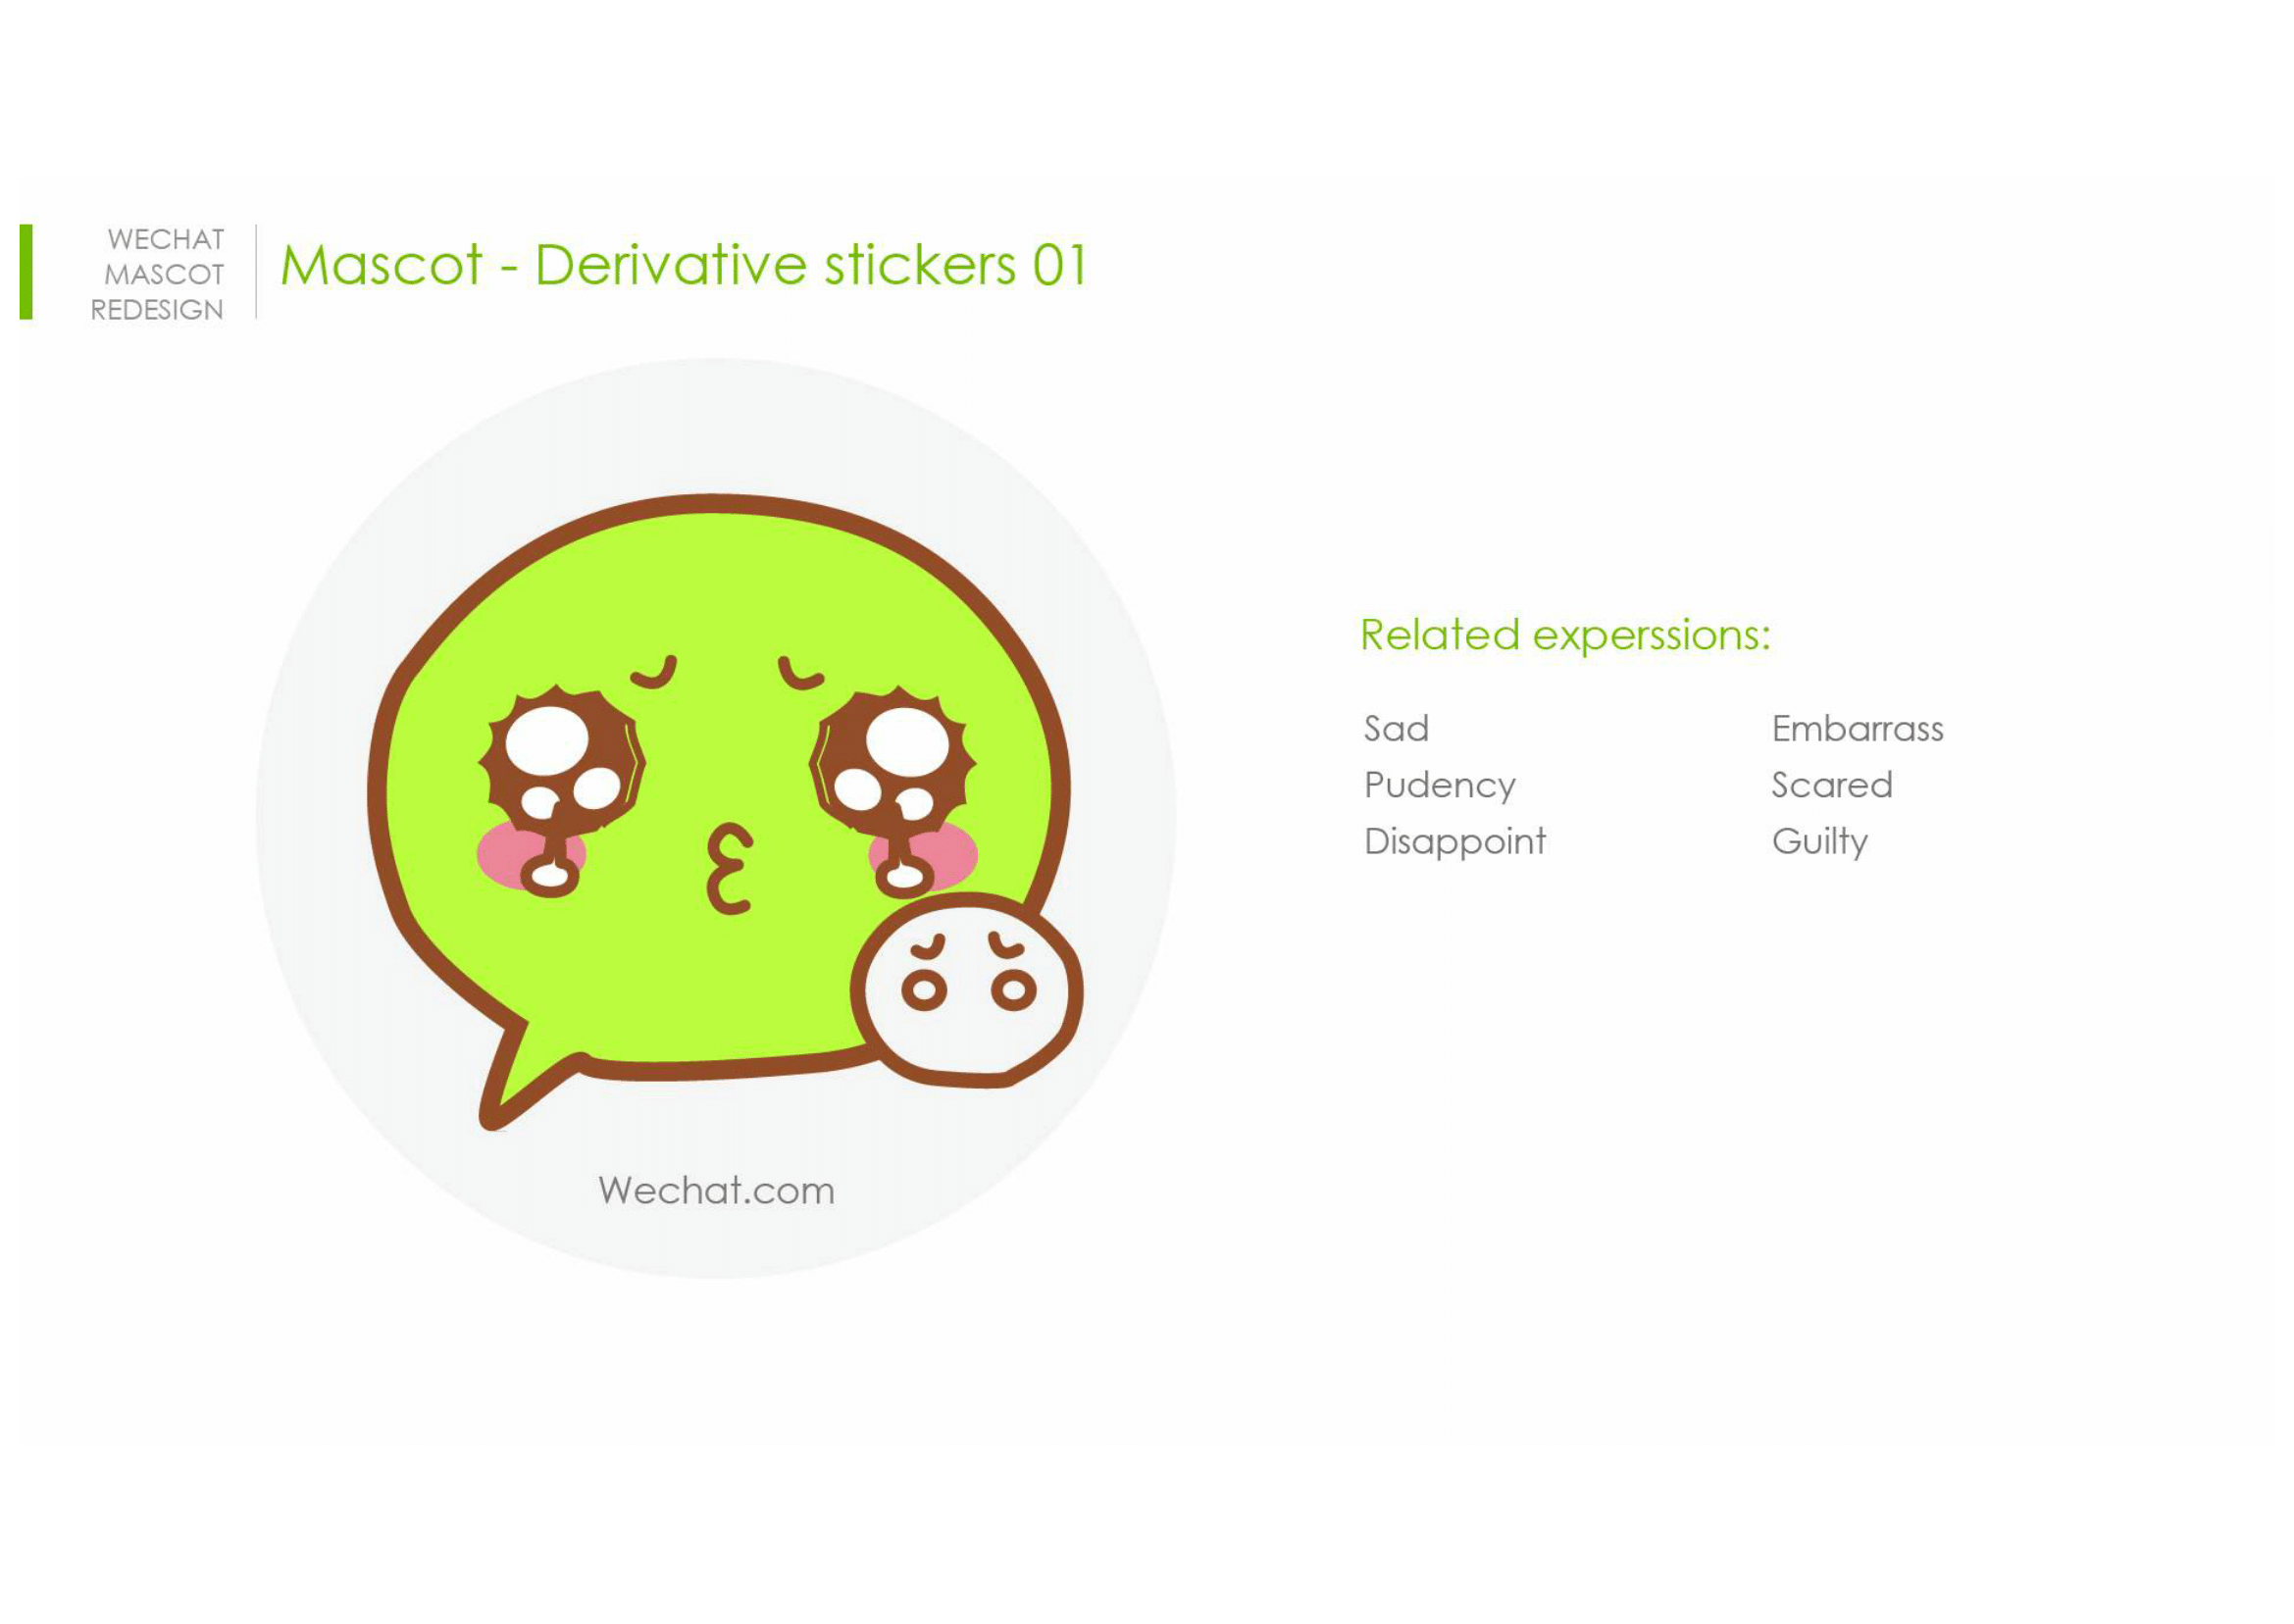 WECHAT
MASCOT
REDESIGN
Mascot - Derivative stickers 01
Related experssions:
Sad
Embarrass
Pudency
Scared
Disappoint
Guilty
Wechat.com